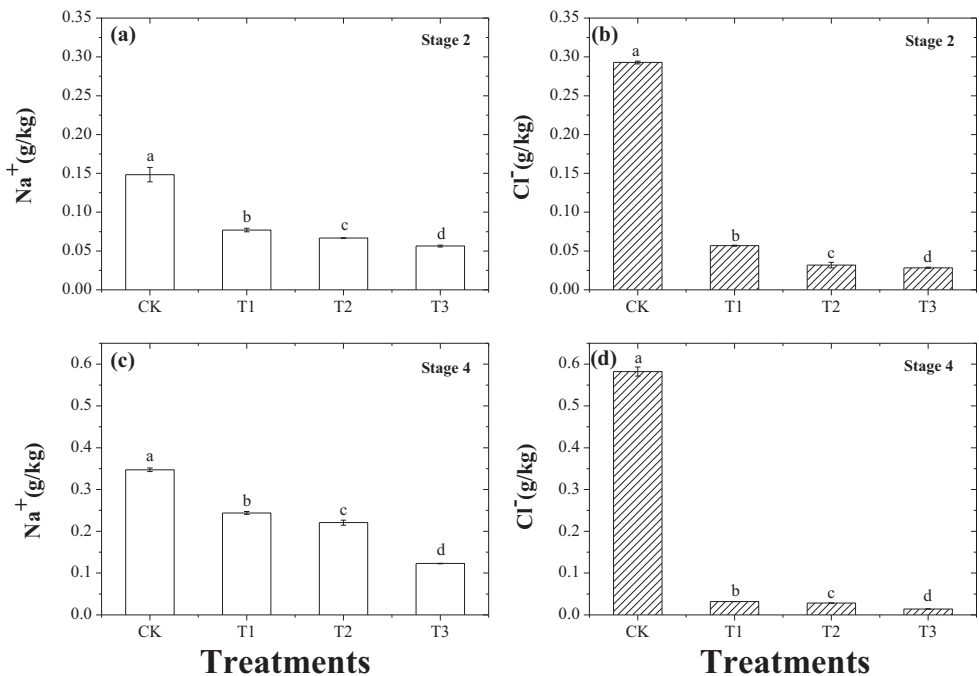 (a)
Stage 2
Na+(g/kg)
0.35
0.30
0.25
0.20
0.15
0.10
0.05
0.00
a
b
c
d
CK T1 T2 T3
(b)
Stage 2
Cl-(g/kg)
0.35
0.30
0.25
0.20
0.15
0.10
0.05
0.00
a
b
c
d
CK T1 T2 T3
(c)
Stage 4
Na+(g/kg)
0.6
0.5
0.4
0.3
0.2
0.1
0.0
a
b
c
d
CK T1 T2 T3
Treatments
(d)
Stage 4
Cl-(g/kg)
0.6
0.5
0.4
0.3
0.2
0.1
0.0
a
b
c
d
CK T1 T2 T3
Treatments